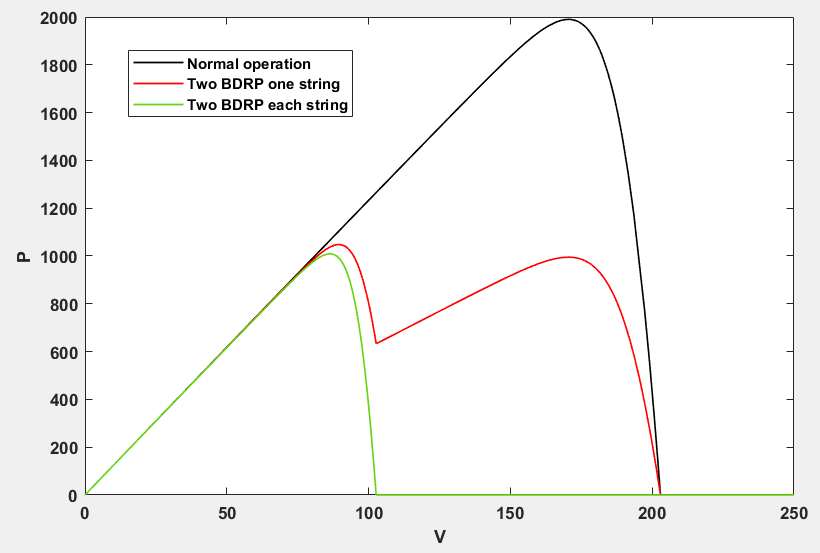 2000
1800
1600
1400
1200
1000
800
600
400
200
0
P
Normal operation
Two BDRP one string
Two BDRP each string
0 50 100 150 200 250
V